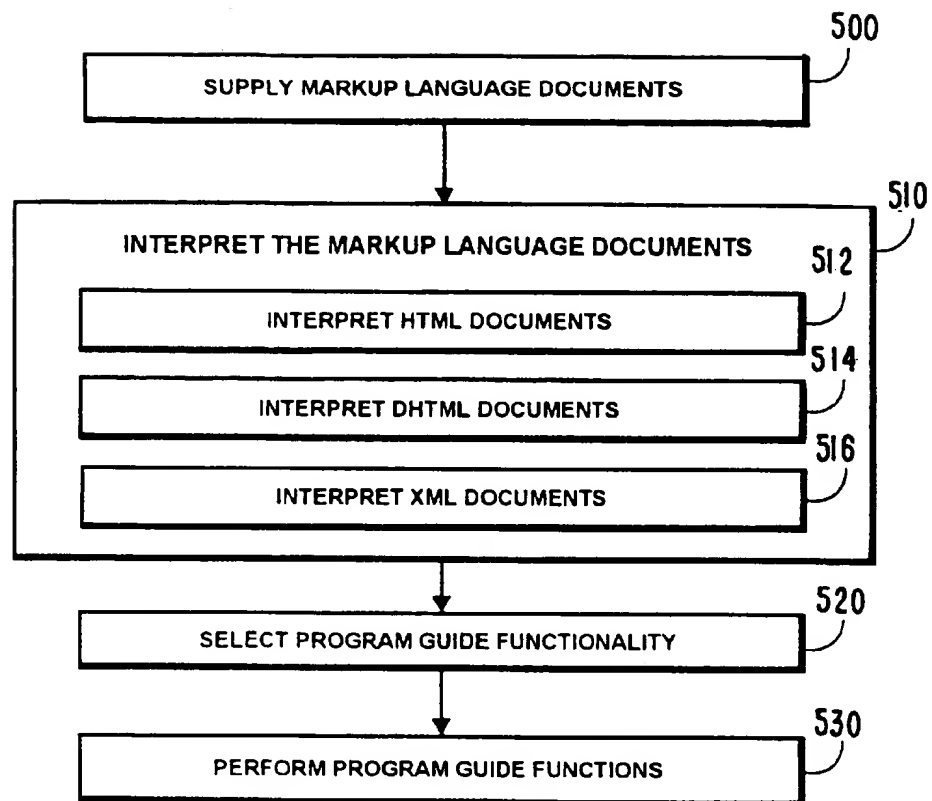 500
SUPPLY MARKUP LANGUAGE DOCUMENTS
510
INTERPRET THE MARKUP LANGUAGE DOCUMENTS
512
INTERPRET HTML DOCUMENTS
514
INTERPRET DHTML DOCUMENTS
516
INTERPRET XML DOCUMENTS
520
SELECT PROGRAM GUIDE FUNCTIONALITY
530
PERFORM PROGRAM GUIDE FUNCTIONS